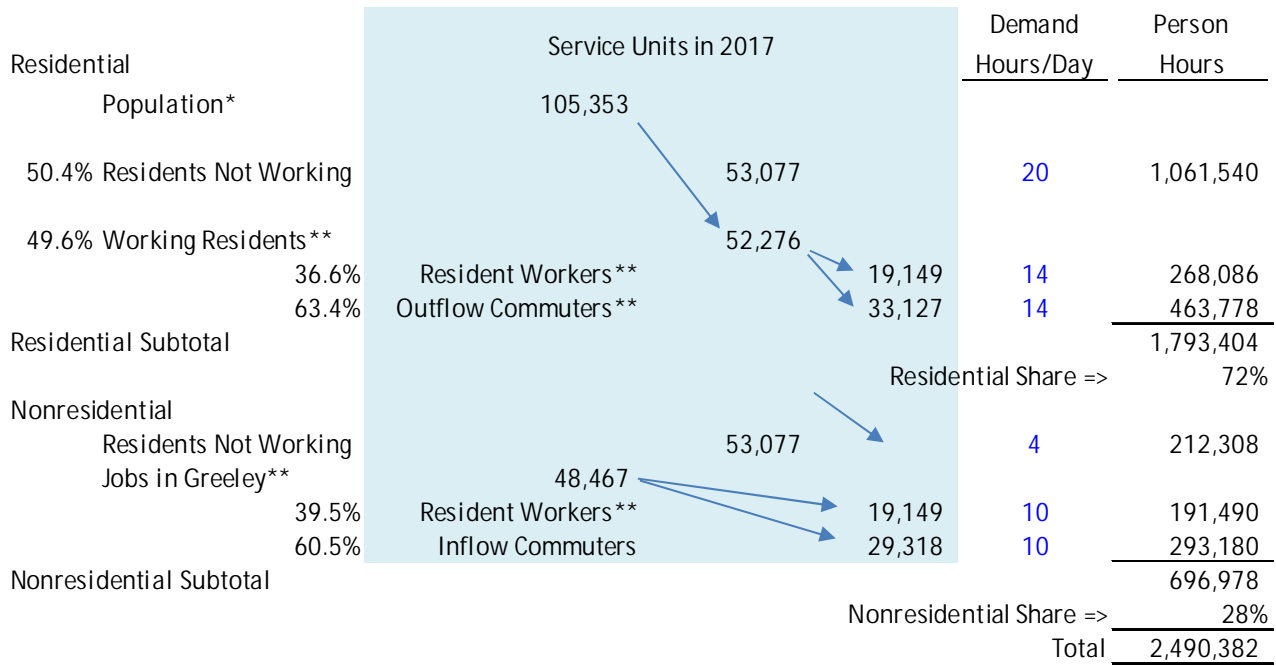 Demand Person
Service Units in 2017
Residential Hours/Day Hours
Population* 105,353
50.4% Residents Not Working 53,077 20 1,061,540
49.6% Working Residents** 52,276
36.6% Resident Workers** 19,149 14 268,086
63.4% Outflow Commuters** 33,127 14 463,778
Residential Subtotal 1,793,404
Residential Share => 72%
Nonresidential
Residents Not Working 53,077 4 212,308
Jobs in Greeley** 48,467
39.5% Resident Workers** 19,149 10 191,490
60.5% Inflow Commuters 29,318 10 293,180
Nonresidential Subtotal 696,978
Nonresidential Share => 28%
Total 2,490,382